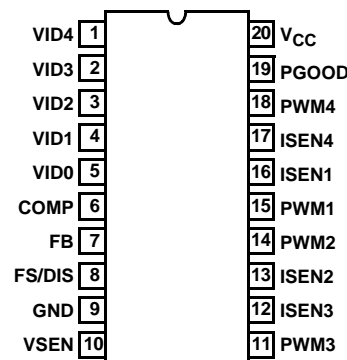 VID4 1 20 VCC
VID3 2 19 PGOOD
VID2 3 18 PWM4
VID1 4 17 ISEN4
VID0 5 16 ISEN1
COMP 6 15 PWM1
FB 7 14 PWM2
FS/DIS 8 13 ISEN2
GND 9 12 ISEN3
VSEN 10 11 PWM3